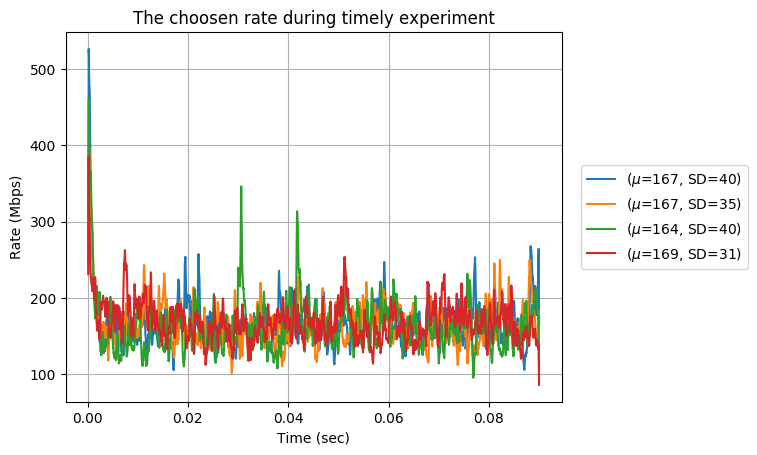 The choosen rate during timely experiment
Rate (Mbps)
500
400
300
200
100
0.00 0.02 0.04 0.06 0.08
Time (sec)
(μ=167, SD=40)
(μ=167, SD=35)
(μ=164, SD=40)
(μ=169, SD=31)